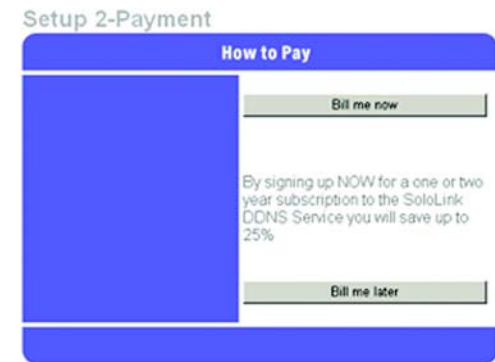 Setup 2-Payment
How to Pay
Bill me now
By signing up NOW for a one or two
year subscription to the SoloLink
DDNS Service you will save up to
25%
Bill me later